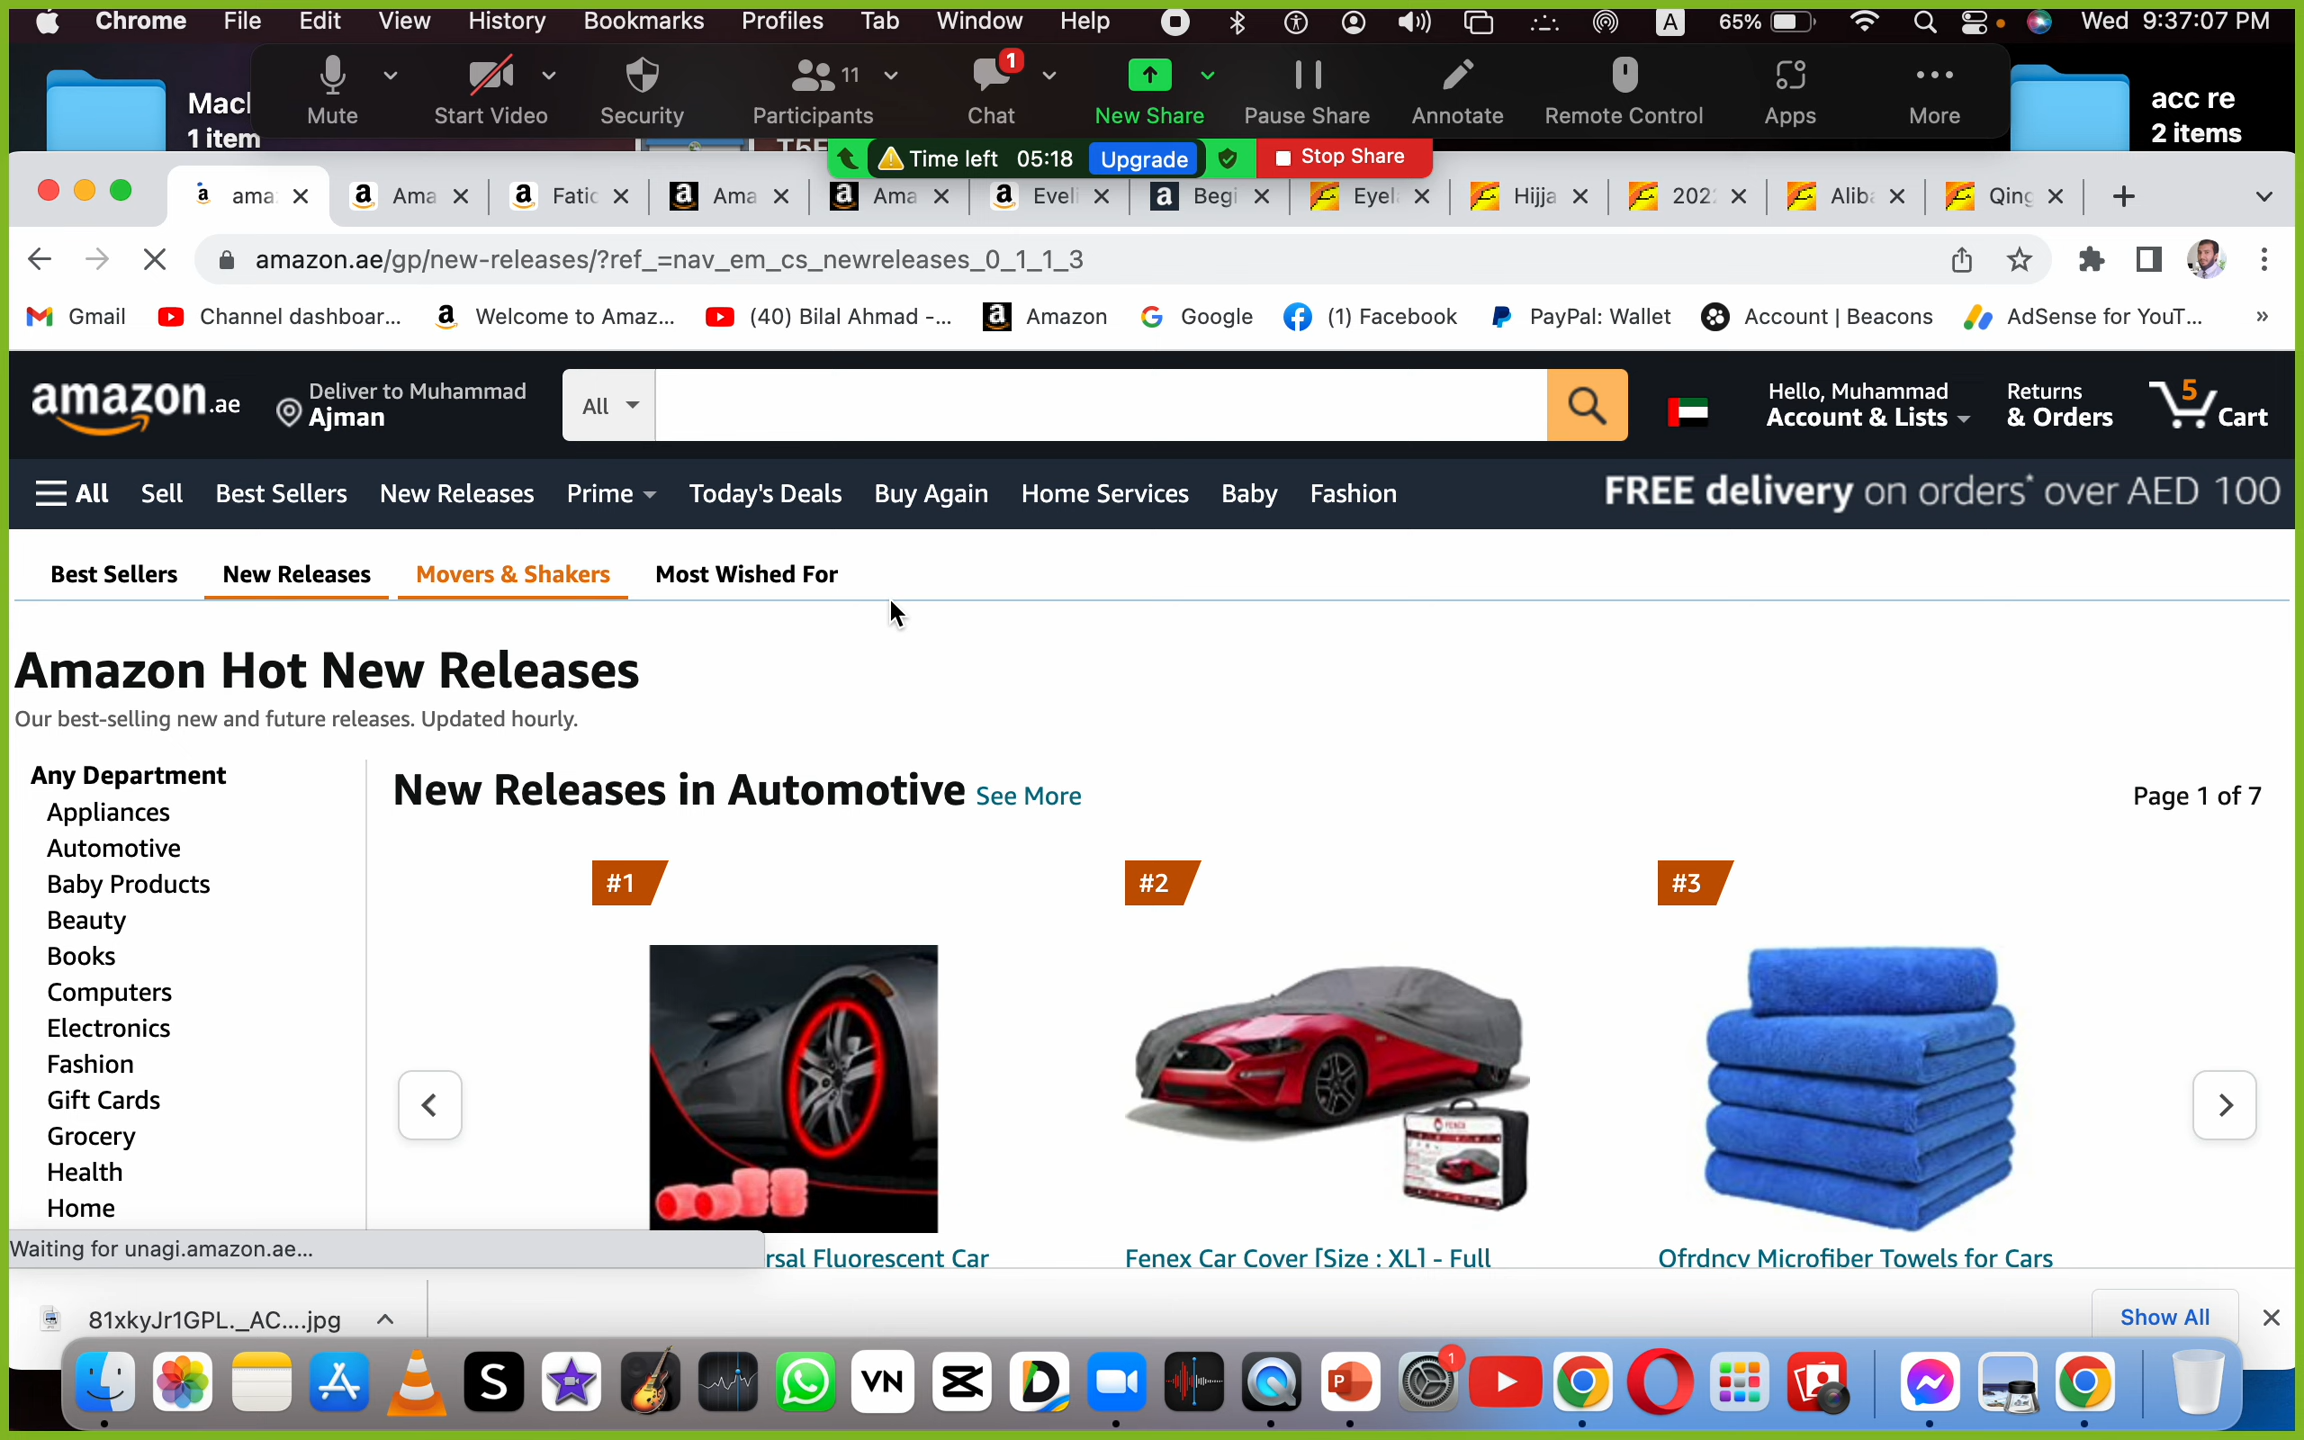 Chrome File Edit View History Bookmarks Profiles Tab Window Help A 65% Wed 9:37:07 PM
Mute Start Video Security Participants 11 Chat 1 New Share Pause Share Annotate Remote Control Apps More
1 item
acc re
2 items
Time left 05:18 Upgrade Stop Share
ama Ama Fatic Ama Ama Eveli Begi Eyel Hijja 202 Alib Qing
amazon.ae/gp/new-releases/?ref_=nav_em_cs_newreleases_0_1_1_3
Gmail Channel dashboar... Welcome to Amaz... (40) Bilal Ahmad -... Amazon Google (1) Facebook PayPal: Wallet Account | Beacons AdSense for YouT... »
amazon.ae Deliver to Muhammad Ajman All Hello, Muhammad Account & Lists Returns & Orders 5 Cart
All Sell Best Sellers New Releases Prime Today's Deals Buy Again Home Services Baby Fashion FREE delivery on orders* over AED 100
Best Sellers New Releases Movers & Shakers Most Wished For
Amazon Hot New Releases
Our best-selling new and future releases. Updated hourly.
Any Department
Appliances
Automotive
Baby Products
Beauty
Books
Computers
Electronics
Fashion
Gift Cards
Grocery
Health
Home
New Releases in Automotive See More Page 1 of 7
#1 #2 #3
FENEX
rsal Fluorescent Car
Fenex Car Cover [Size : XL] - Full
Ofrdncy Microfiber Towels for Cars
Waiting for unagi.amazon.ae...
81xkyJr1GPL._AC....jpg Show All
S VN D P 1